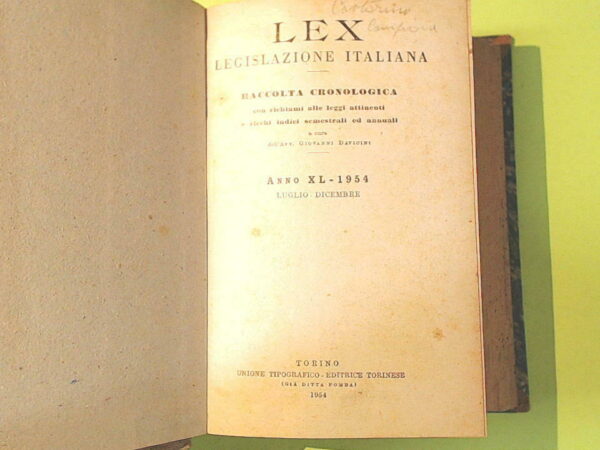 LEX
LEGISLAZIONE ITALIANA
RACCOLTA CRONOLOGICA
con richiami alle leggi attinenti
e ricchi indici semestrali ed annuali
a cura
dell'Avv. GIOVANNI DAVICINI
ANNO XL - 1954
LUGLIO - DICEMBRE
TORINO
UNIONE TIPOGRAFICO - EDITRICE TORINESE
(GIÀ DITTA POMBA)
1954